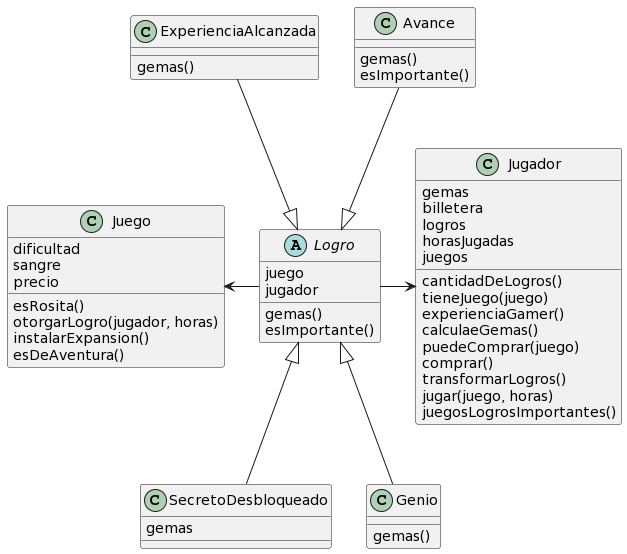 C ExperienciaAlcanzada
gemas()
C Avance
gemas()
esImportante()
C Juego
dificultad
sangre
precio
esRosita()
otorgarLogro(jugador, horas)
instalarExpansion()
esDeAventura()
A Logro
juego
jugador
gemas()
esImportante()
C Jugador
gemas
billetera
logros
horasJugadas
juegos
cantidadDeLogros()
tieneJuego(juego)
experienciaGamer()
calculaeGemas()
puedeComprar(juego)
comprar()
transformarLogros()
jugar(juego, horas)
juegosLogrosImportantes()
C SecretoDesbloqueado
gemas
C Genio
gemas()